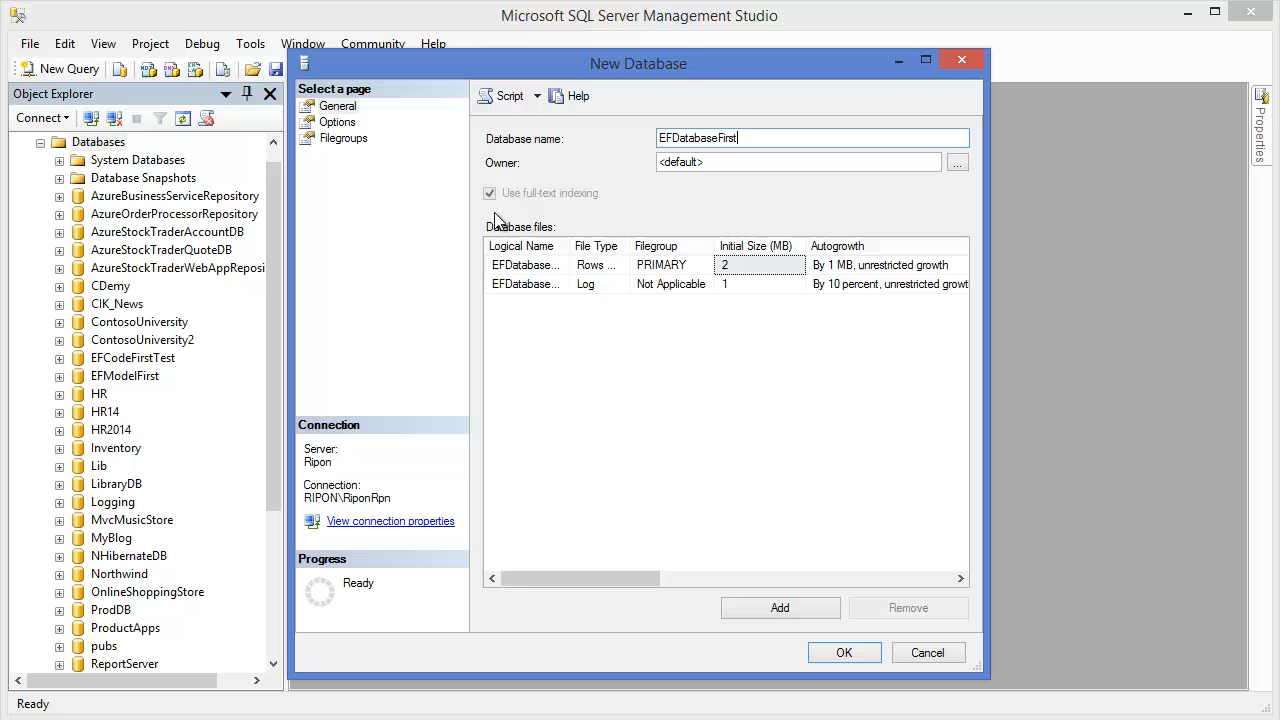 Microsoft SQL Server Management Studio
File Edit View Project Debug Tools Window Community Help
New Query
Object Explorer
Connect
Databases
System Databases
Database Snapshots
AzureBusinessServiceRepository
AzureOrderProcessorRepository
AzureStockTraderAccountDB
AzureStockTraderQuoteDB
AzureStockTraderWebAppReposi
CDemy
CIK_News
ContosoUniversity
ContosoUniversity2
EFCodeFirstTest
EFModelFirst
HR
HR14
HR2014
Inventory
Lib
LibraryDB
Logging
MvcMusicStore
MyBlog
NHibernateDB
Northwind
OnlineShoppingStore
ProdDB
ProductApps
pubs
ReportServer
Ready
New Database
Select a page
General
Options
Filegroups
Connection
Server:
Ripon
Connection:
RIPON\RiponRpn
View connection properties
Progress
Ready
Script Help
Database name: EFDatabaseFirst
Owner: <default> ...
Use full-text indexing
Database files:
Logical Name File Type Filegroup Initial Size (MB) Autogrowth
EFDatabase... Rows ... PRIMARY 2 By 1 MB, unrestricted growth
EFDatabase... Log Not Applicable 1 By 10 percent, unrestricted growt
Add Remove
OK Cancel
Properties